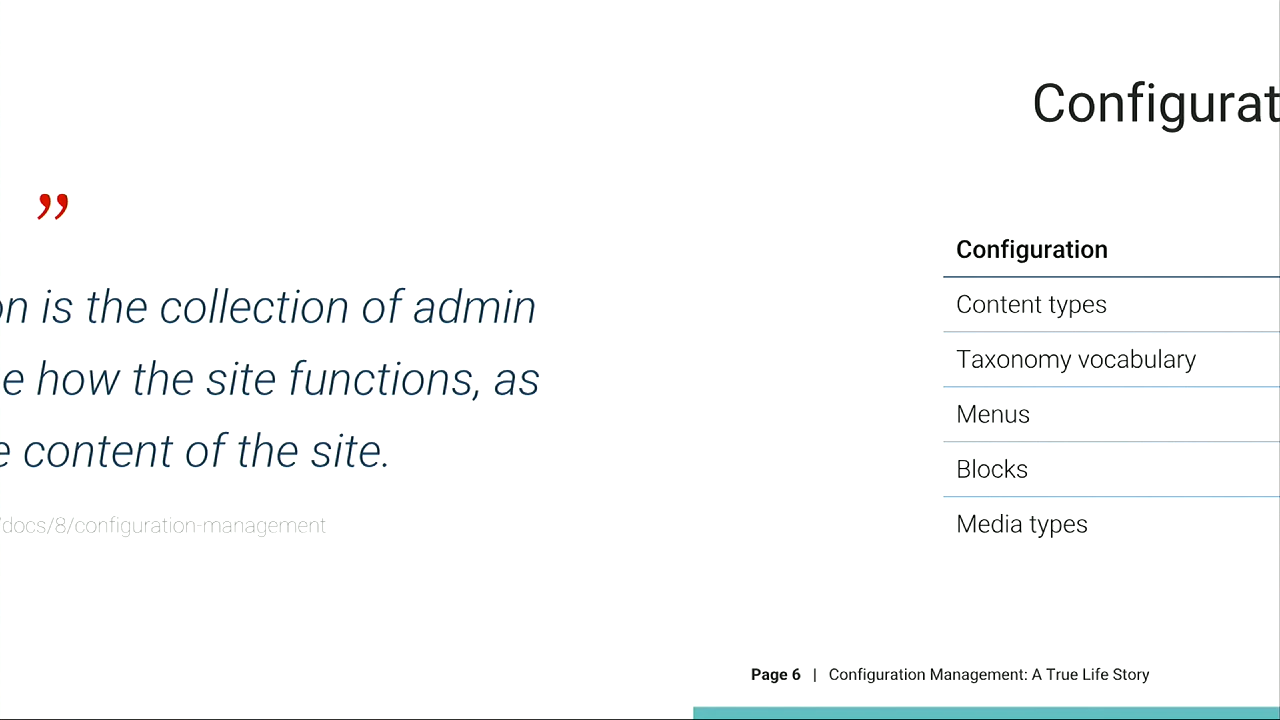 ”
on is the collection of admin
e how the site functions, as
e content of the site.
/docs/8/configuration-management
Configurat
Configuration
Content types
Taxonomy vocabulary
Menus
Blocks
Media types
Page 6 | Configuration Management: A True Life Story